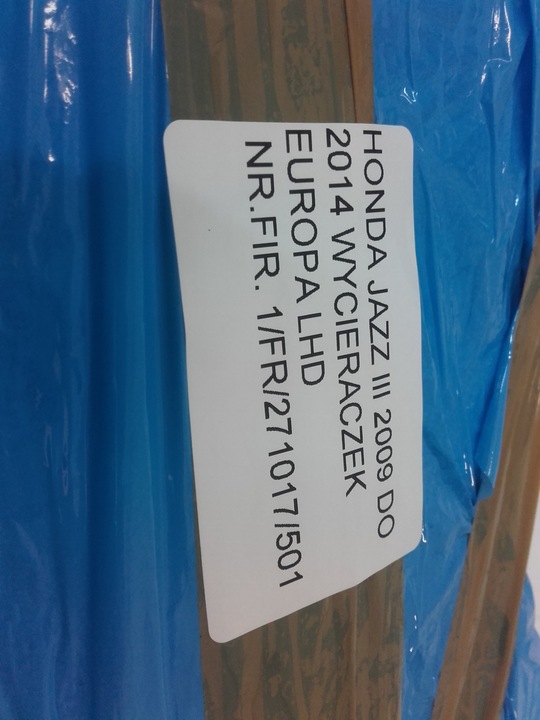 HONDA JAZZ III 2009 DO
2014 WYCIERACZEK
EUROPA LHD
NR.FIR. 1/FR/271017/501